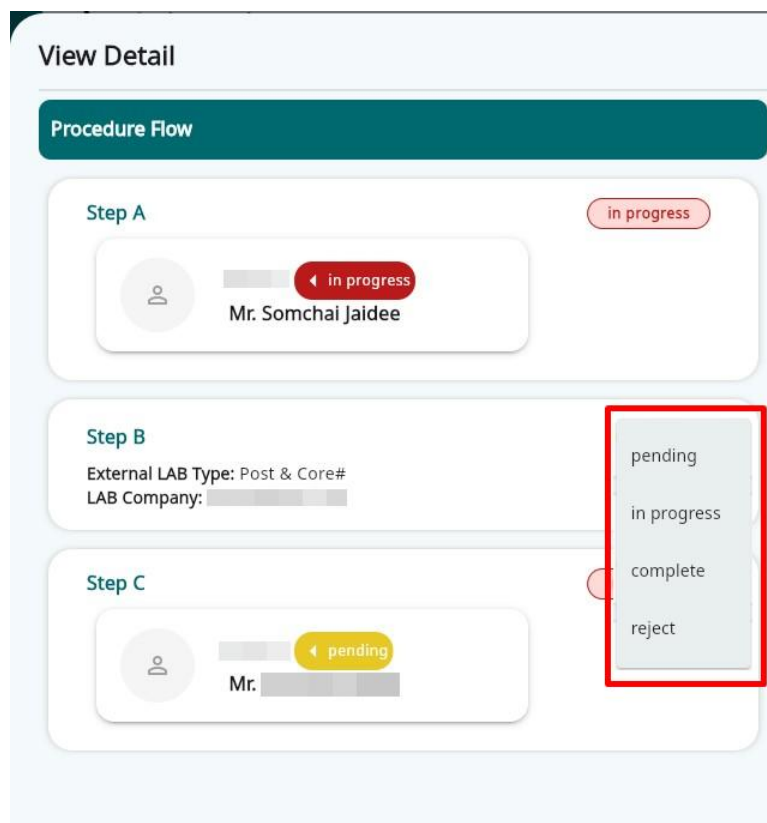 View Detail
Procedure Flow
Step A
in progress
in progress
Mr. Somchai Jaidee
Step B
External LAB Type: Post & Core#
LAB Company:
pending
in progress
complete
reject
Step C
pending
Mr.